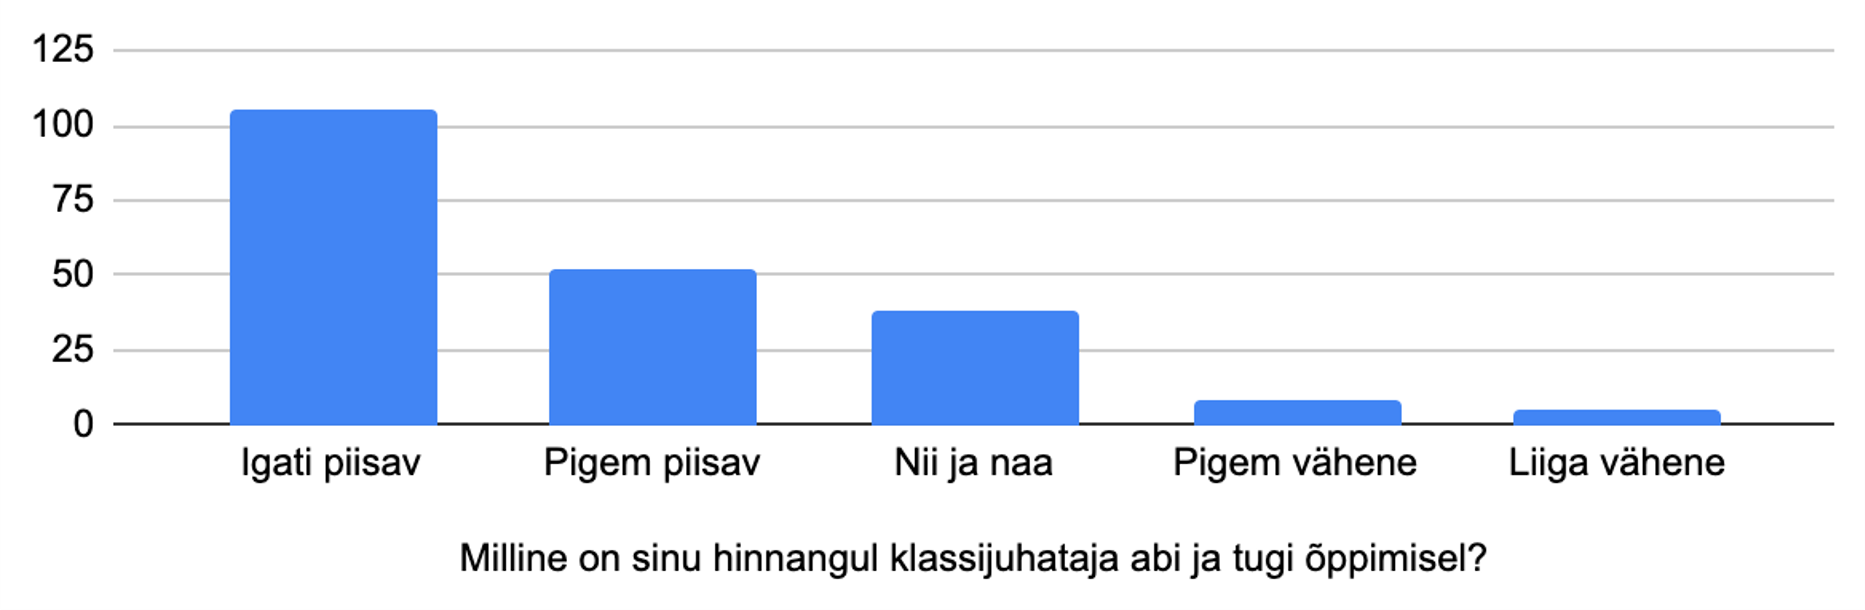 125
100
75
50
25
0
Igati piisav
Pigem piisav
Nii ja naa
Pigem vähene
Liiga vähene
Milline on sinu hinnangul klassijuhataja abi ja tugi õppimisel?